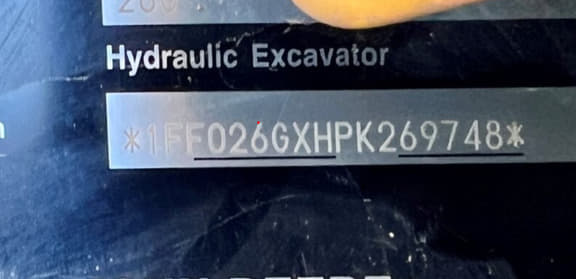 Hydraulic Excavator
*1FF026GXHPK269748*